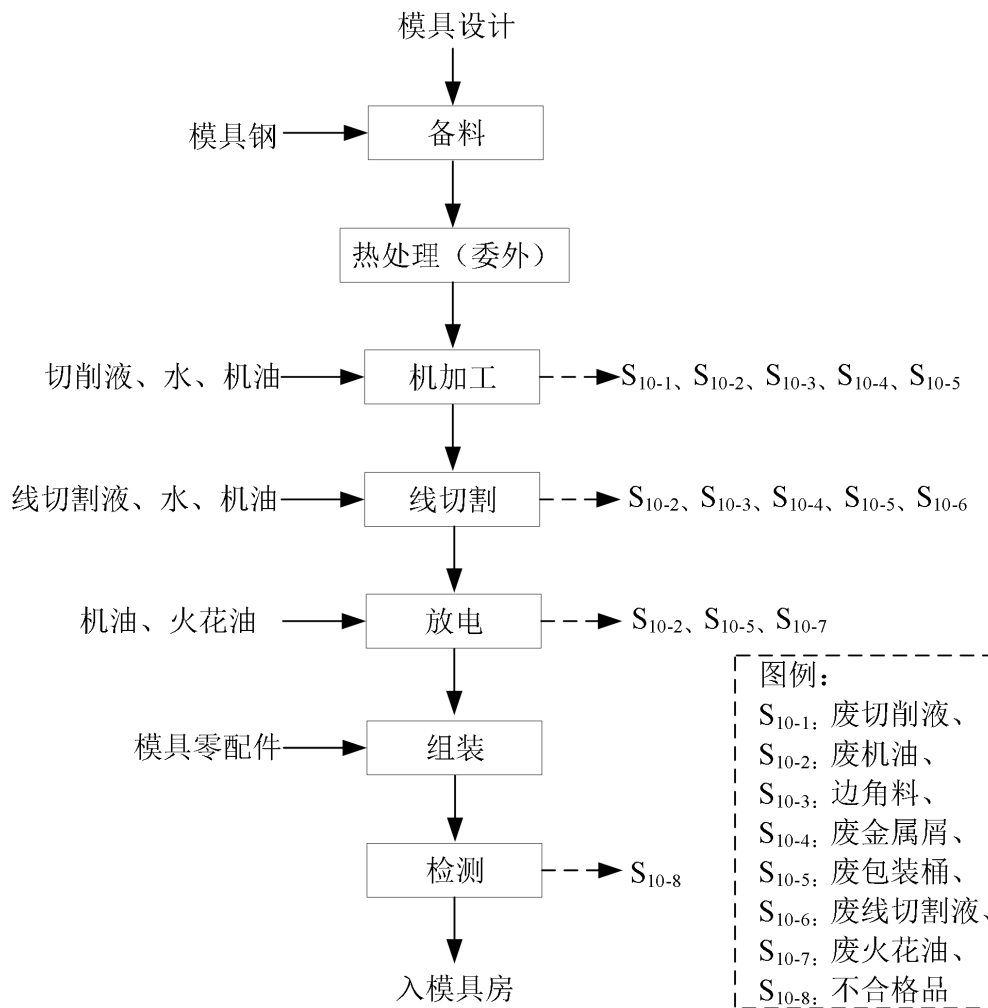 模具设计
模具钢
备料
热处理（委外）
切削液、水、机油
机加工
S10-1、S10-2、S10-3、S10-4、S10-5
线切割液、水、机油
线切割
S10-2、S10-3、S10-4、S10-5、S10-6
机油、火花油
放电
S10-2、S10-5、S10-7
模具零配件
组装
检测
S10-8
入模具房
图例：
S10-1：废切削液、
S10-2：废机油、
S10-3：边角料、
S10-4：废金属屑、
S10-5：废包装桶、
S10-6：废线切割液、
S10-7：废火花油、
S10-8：不合格品